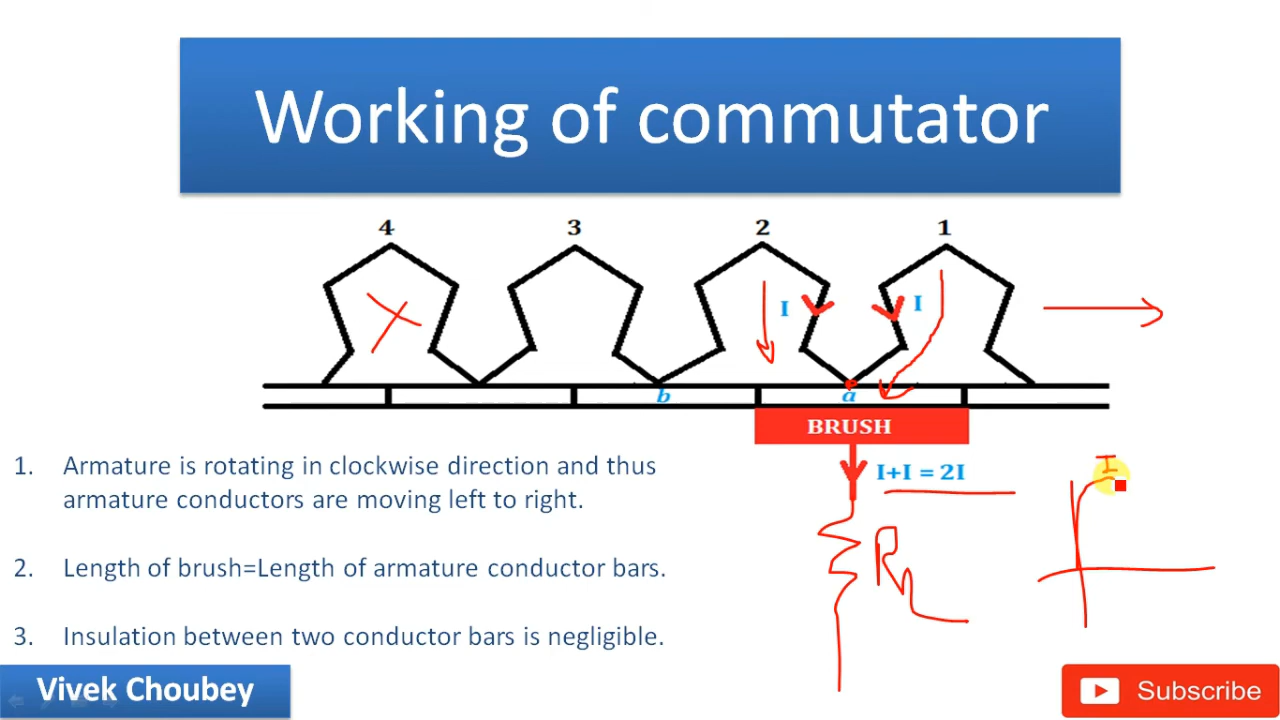 Working of commutator
4 3 2 1
I I
b a
BRUSH
I+I = 2I
I
1. Armature is rotating in clockwise direction and thus
armature conductors are moving left to right.
2. Length of brush=Length of armature conductor bars.
3. Insulation between two conductor bars is negligible.
Vivek Choubey
Subscribe